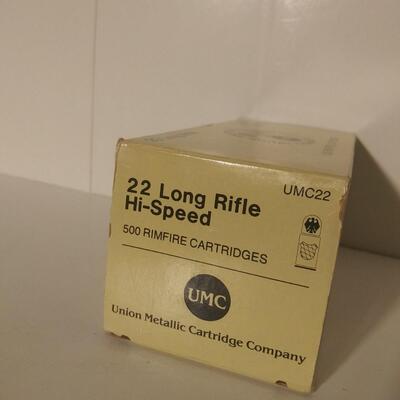 22 Long Rifle UMC22
Hi-Speed
500 RIMFIRE CARTRIDGES
UMC
Union Metallic Cartridge Company